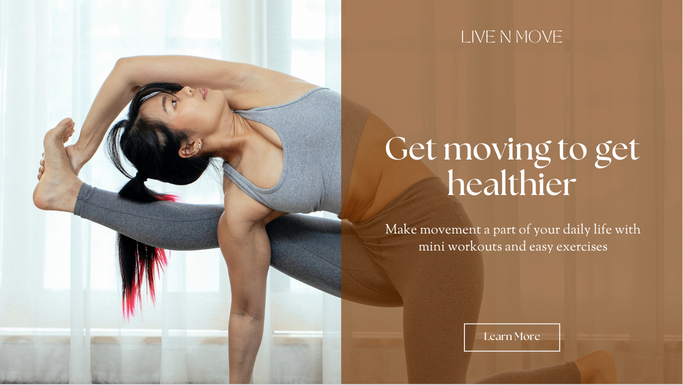 LIVE N MOVE
Get moving to get
healthier
Make movement a part of your daily life with
mini workouts and easy exercises
Learn More